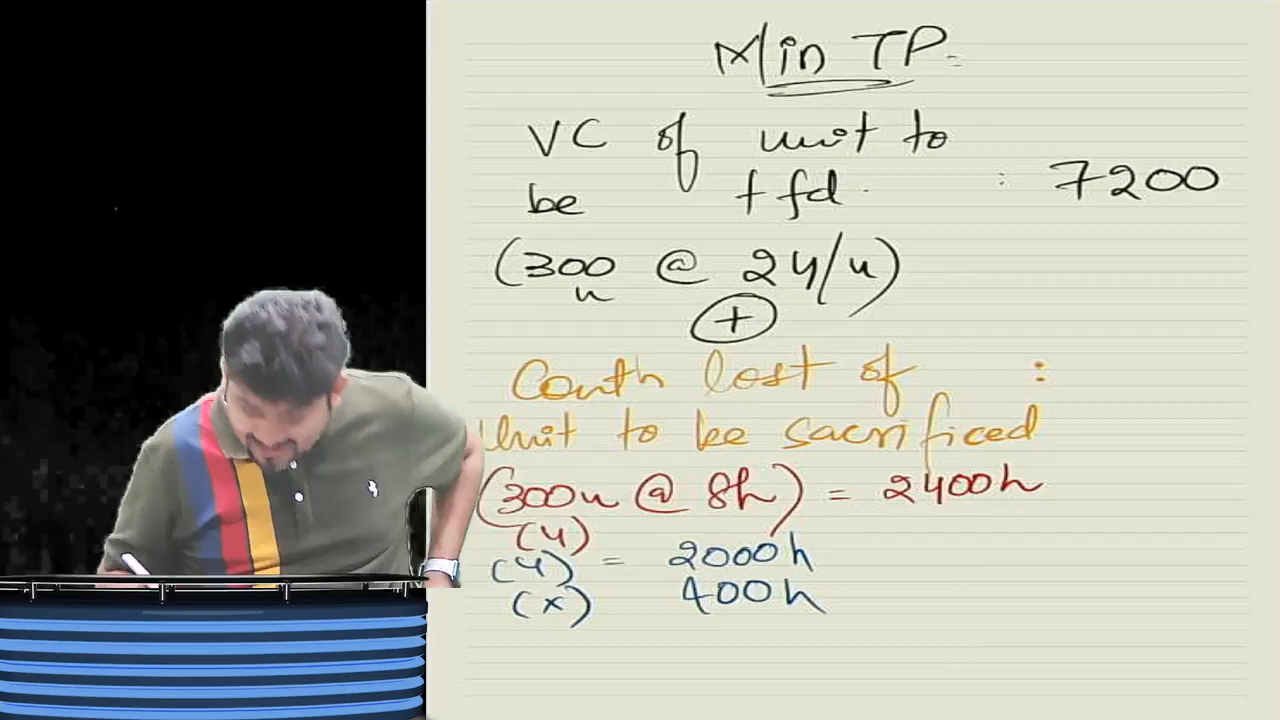 Min TP
VC of unit to
be tfd. : 7200
(300 @ 24/u)
u
+
Contn lost of :
Unit to be sacrificed
(300u @ 8h) = 2400h
(Y)
(Y) = 2000h
(X) 400h